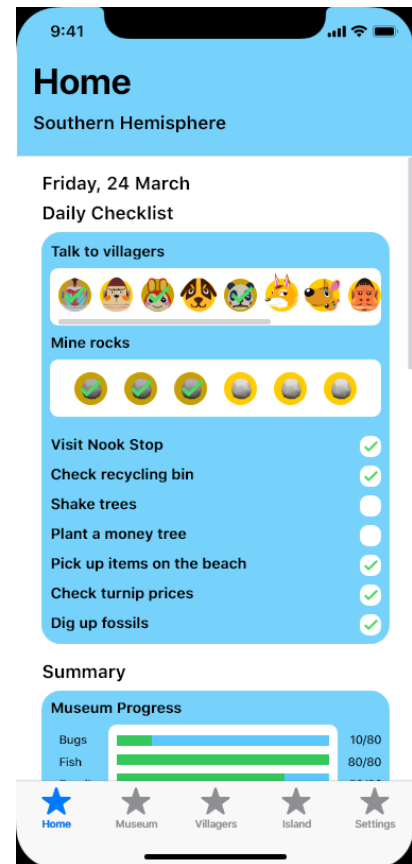 9:41
Home
Southern Hemisphere
Friday, 24 March
Daily Checklist
Talk to villagers
Mine rocks
Visit Nook Stop
Check recycling bin
Shake trees
Plant a money tree
Pick up items on the beach
Check turnip prices
Dig up fossils
Summary
Museum Progress
Bugs 10/80
Fish 80/80
Home Museum Villagers Island Settings